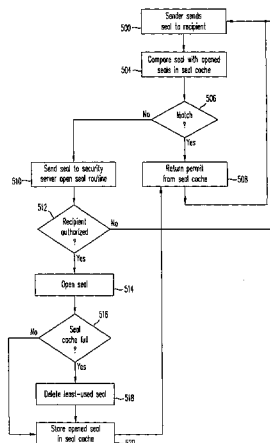 Sender sends
seal to recipient
500
Compare seal with opened
seals in seal cache
504
506
Match
?
No
Yes
Send seal to security
server open seal routine
510
Return permit
from seal cache
508
512
Recipient
authorized
?
No
Yes
Open seal
514
516
Seal
cache full
?
No
Yes
Delete least-used seal
518
Store opened seal
in seal cache
520